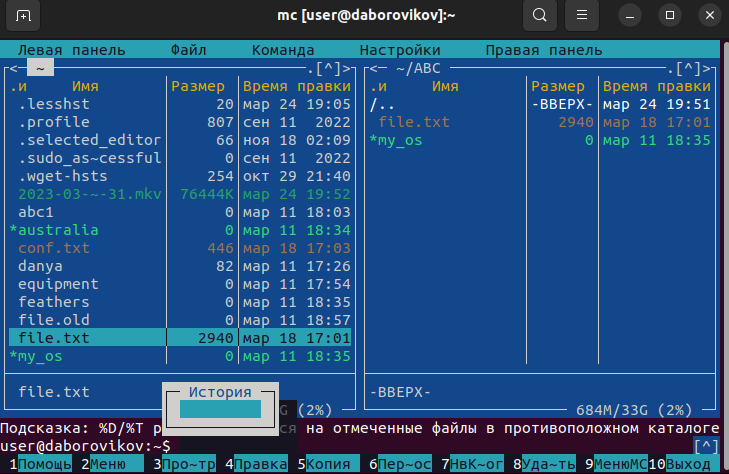 mc [user@daborovikov]:~
Левая панель Файл Команда Настройки Правая панель
<- ~ .[^]> <- ~/ABC .[^]>
.и Имя Размер Время правки .и Имя Размер Время правки
.lesshst 20 мар 24 19:05 /.. -ВВЕРХ- мар 24 19:51
.profile 807 сен 11 2022 file.txt 2940 мар 18 17:01
.selected_editor 66 ноя 18 02:09 *my_os 0 мар 11 18:35
.sudo_as~cessful 0 сен 11 2022
.wget-hsts 254 окт 29 21:40
2023-03-~-31.mkv 76444K мар 24 19:52
abc1 0 мар 11 18:03
*australia 0 мар 11 18:34
conf.txt 446 мар 18 17:03
danya 82 мар 11 17:26
equipment 0 мар 11 17:54
feathers 0 мар 11 18:35
file.old 0 мар 11 18:57
file.txt 2940 мар 18 17:01
*my_os 0 мар 11 18:35
file.txt -ВВЕРХ-
История
G (2%) 684M/33G (2%)
Подсказка: %D/%T р ся на отмеченные файлы в противоположном каталоге
user@daborovikov:~$ [^]
1Помощь 2Меню 3Про~тр 4Правка 5Копия 6Пер~ос 7НвК~ог 8Уда~ть 9МенюMC 10Выход